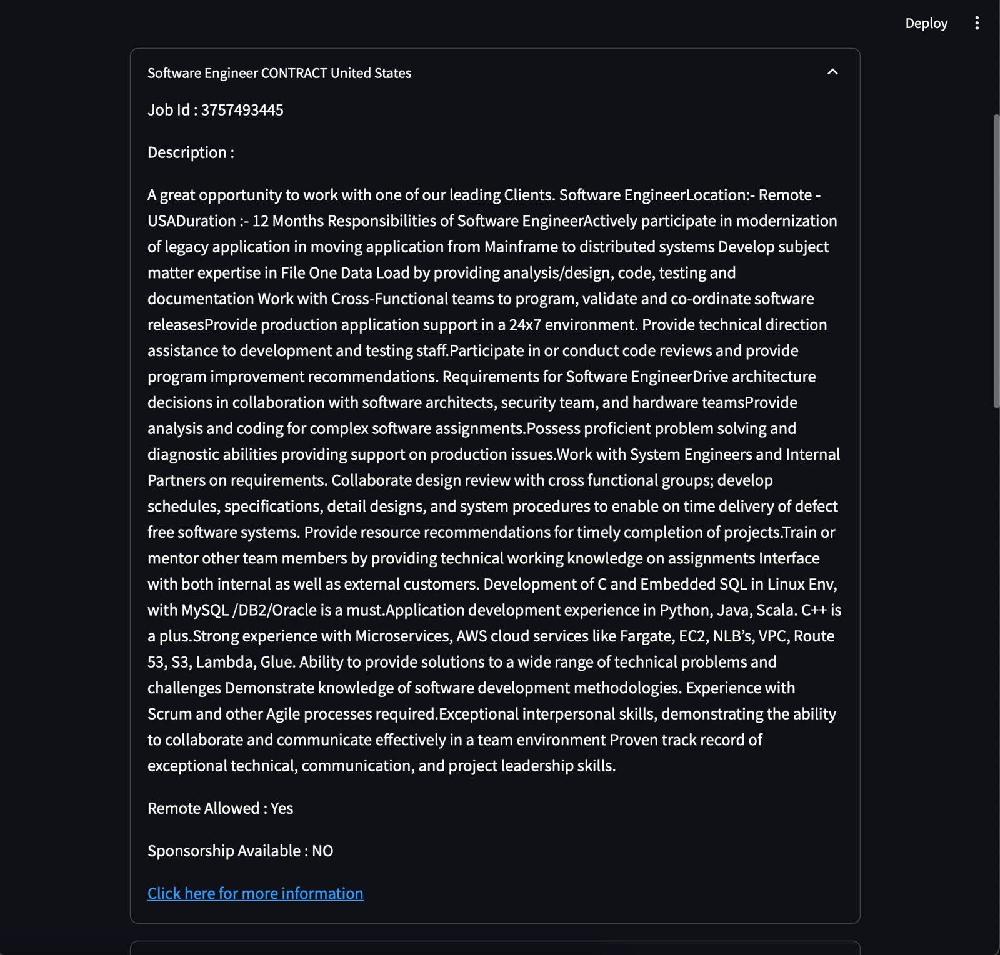 Deploy
Software Engineer CONTRACT United States
Job Id : 3757493445
Description :
A great opportunity to work with one of our leading Clients. Software EngineerLocation:- Remote -
USADuration :- 12 Months Responsibilities of Software EngineerActively participate in modernization
of legacy application in moving application from Mainframe to distributed systems Develop subject
matter expertise in File One Data Load by providing analysis/design, code, testing and
documentation Work with Cross-Functional teams to program, validate and co-ordinate software
releasesProvide production application support in a 24x7 environment. Provide technical direction
assistance to development and testing staff.Participate in or conduct code reviews and provide
program improvement recommendations. Requirements for Software EngineerDrive architecture
decisions in collaboration with software architects, security team, and hardware teamsProvide
analysis and coding for complex software assignments.Possess proficient problem solving and
diagnostic abilities providing support on production issues.Work with System Engineers and Internal
Partners on requirements. Collaborate design review with cross functional groups; develop
schedules, specifications, detail designs, and system procedures to enable on time delivery of defect
free software systems. Provide resource recommendations for timely completion of projects.Train or
mentor other team members by providing technical working knowledge on assignments Interface
with both internal as well as external customers. Development of C and Embedded SQL in Linux Env,
with MySQL /DB2/Oracle is a must.Application development experience in Python, Java, Scala. C++ is
a plus.Strong experience with Microservices, AWS cloud services like Fargate, EC2, NLB’s, VPC, Route
53, S3, Lambda, Glue. Ability to provide solutions to a wide range of technical problems and
challenges Demonstrate knowledge of software development methodologies. Experience with
Scrum and other Agile processes required.Exceptional interpersonal skills, demonstrating the ability
to collaborate and communicate effectively in a team environment Proven track record of
exceptional technical, communication, and project leadership skills.
Remote Allowed : Yes
Sponsorship Available : NO
Click here for more information